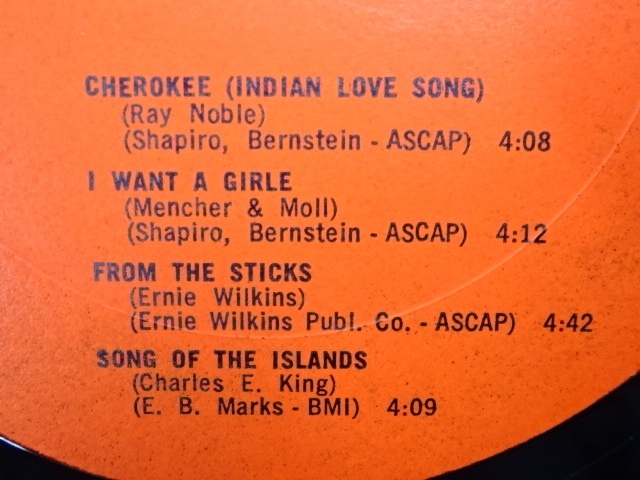 CHEROKEE (INDIAN LOVE SONG)
(Ray Noble)
(Shapiro, Bernstein - ASCAP) 4:08
I WANT A GIRLE
(Mencher & Moll)
(Shapiro, Bernstein - ASCAP) 4:12
FROM THE STICKS
(Ernie Wilkins)
(Ernie Wilkins Publ. Co. - ASCAP) 4:42
SONG OF THE ISLANDS
(Charles E. King)
(E. B. Marks - BMI) 4:09